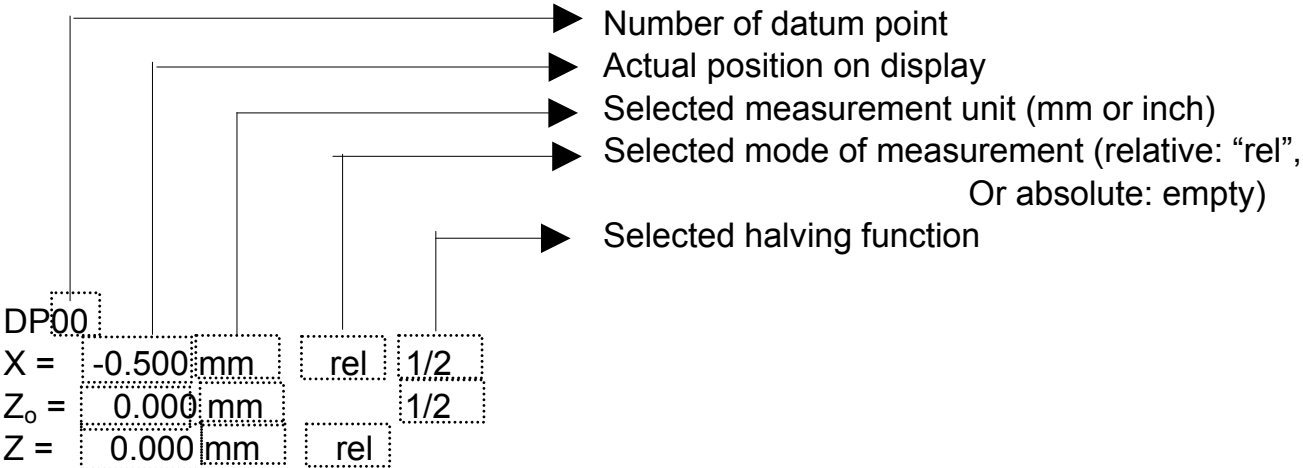 Number of datum point
Actual position on display
Selected measurement unit (mm or inch)
Selected mode of measurement (relative: “rel”,
Or absolute: empty)
Selected halving function
DP00
X = -0.500 mm rel 1/2
Zₒ = 0.000 mm 1/2
Z = 0.000 mm rel